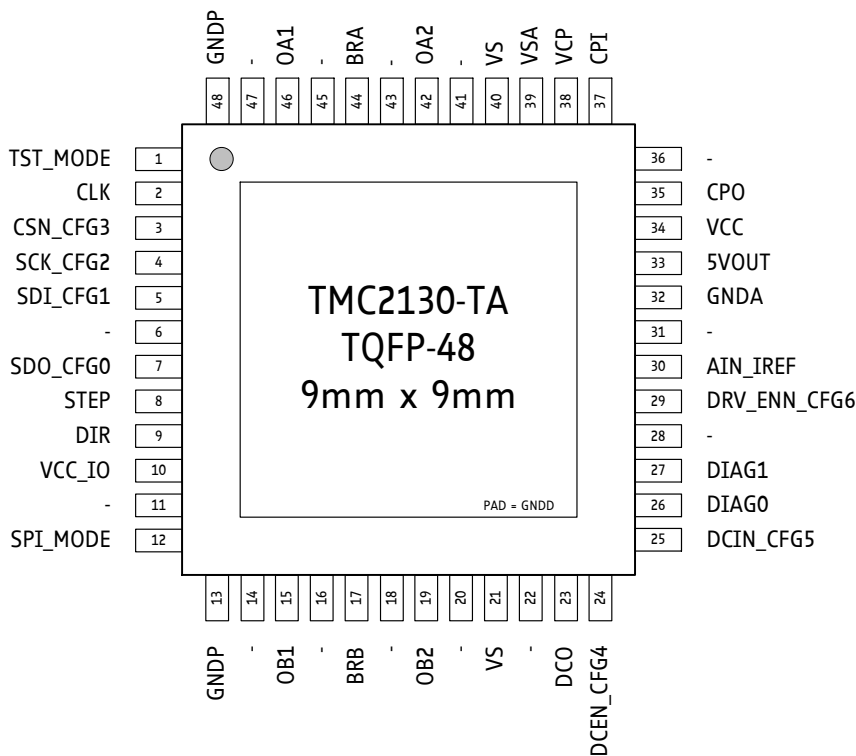 GNDP - OA1 - BRA - OA2 - VS VSA VCP CPI
48 47 46 45 44 43 42 41 40 39 38 37
TST_MODE 1
CLK 2
CSN_CFG3 3
SCK_CFG2 4
SDI_CFG1 5
- 6
SDO_CFG0 7
STEP 8
DIR 9
VCC_IO 10
- 11
SPI_MODE 12
TMC2130-TA
TQFP-48
9mm x 9mm
PAD = GNDD
36 -
35 CPO
34 VCC
33 5VOUT
32 GNDA
31 -
30 AIN_IREF
29 DRV_ENN_CFG6
28 -
27 DIAG1
26 DIAG0
25 DCIN_CFG5
13 14 15 16 17 18 19 20 21 22 23 24
GNDP - OB1 - BRB - OB2 - VS - DCO DCEN_CFG4